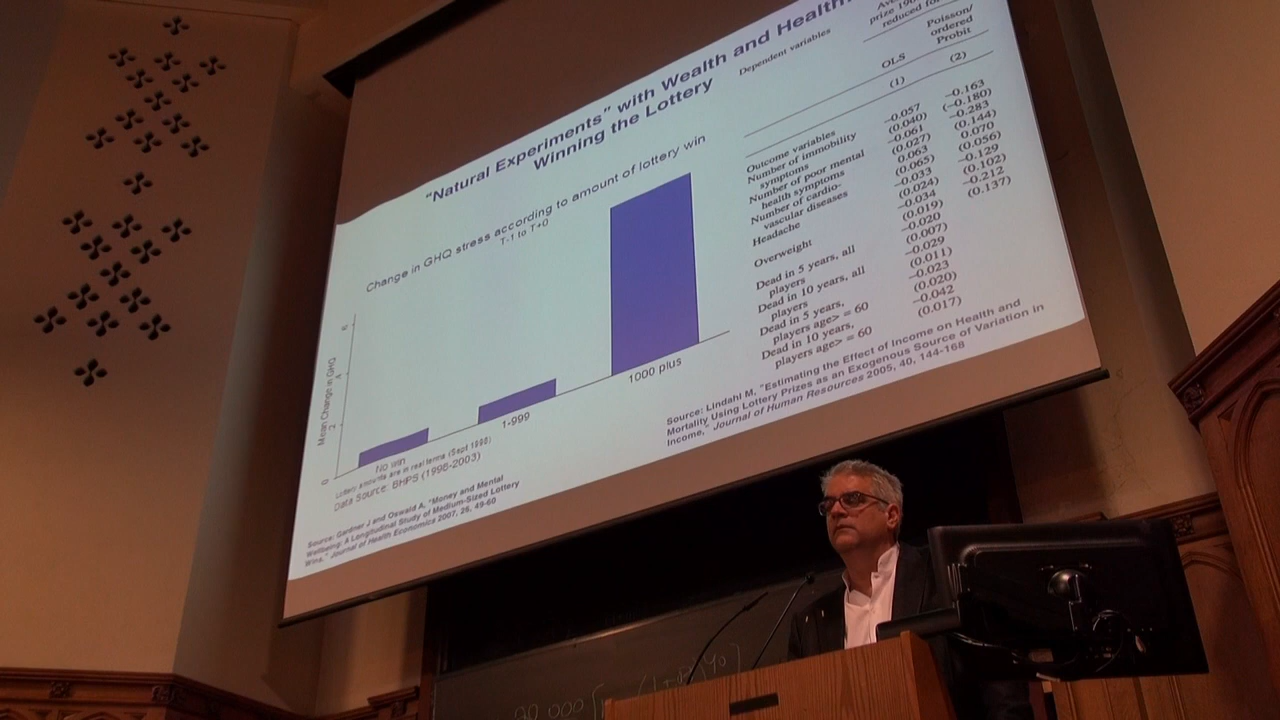 "Natural Experiments" with Wealth and Health:
Winning the Lottery
Change in GHQ stress according to amount of lottery win
T-1 to T+0
Mean Change in GHQ
0
2
4
6
No win
1-999
1000 plus
Lottery amounts are in real terms (Sept 1998)
Data Source: BHPS (1996-2003)
Source: Gardner J and Oswald A, "Money and Mental
Wellbeing: A Longitudinal Study of Medium-Sized Lottery
Wins," Journal of Health Economics 2007, 26, 49-60
prize 190
reduced for
Poisson/
ordered
Dependent variables
OLS
Probit
(1)
(2)
Outcome variables
Number of immobility
symptoms
-0.057
-0.163
(0.040)
(-0.180)
Number of poor mental
health symptoms
-0.061
-0.283
(0.027)
(0.144)
Number of cardio-
vascular diseases
0.063
0.070
(0.065)
(0.056)
Headache
-0.033
-0.129
(0.024)
(0.102)
Overweight
-0.034
-0.212
(0.019)
(0.137)
Dead in 5 years, all
players
-0.020
(0.007)
Dead in 10 years, all
players
-0.029
(0.011)
Dead in 5 years,
players age> = 60
-0.023
(0.020)
Dead in 10 years,
players age> = 60
-0.042
(0.017)
Source: Lindahl M, "Estimating the Effect of Income on Health and
Mortality Using Lottery Prizes as an Exogenous Source of Variation in
Income," Journal of Human Resources 2005, 40, 144-168